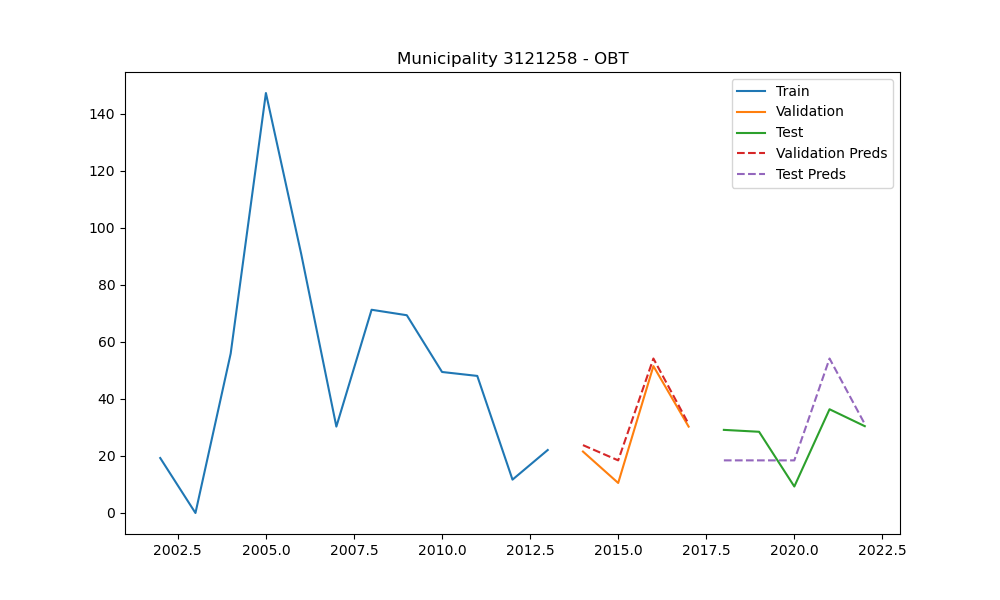 Municipality 3121258 - OBT
Train
Validation
Test
Validation Preds
Test Preds
140
120
100
80
60
40
20
0
2002.5 2005.0 2007.5 2010.0 2012.5 2015.0 2017.5 2020.0 2022.5